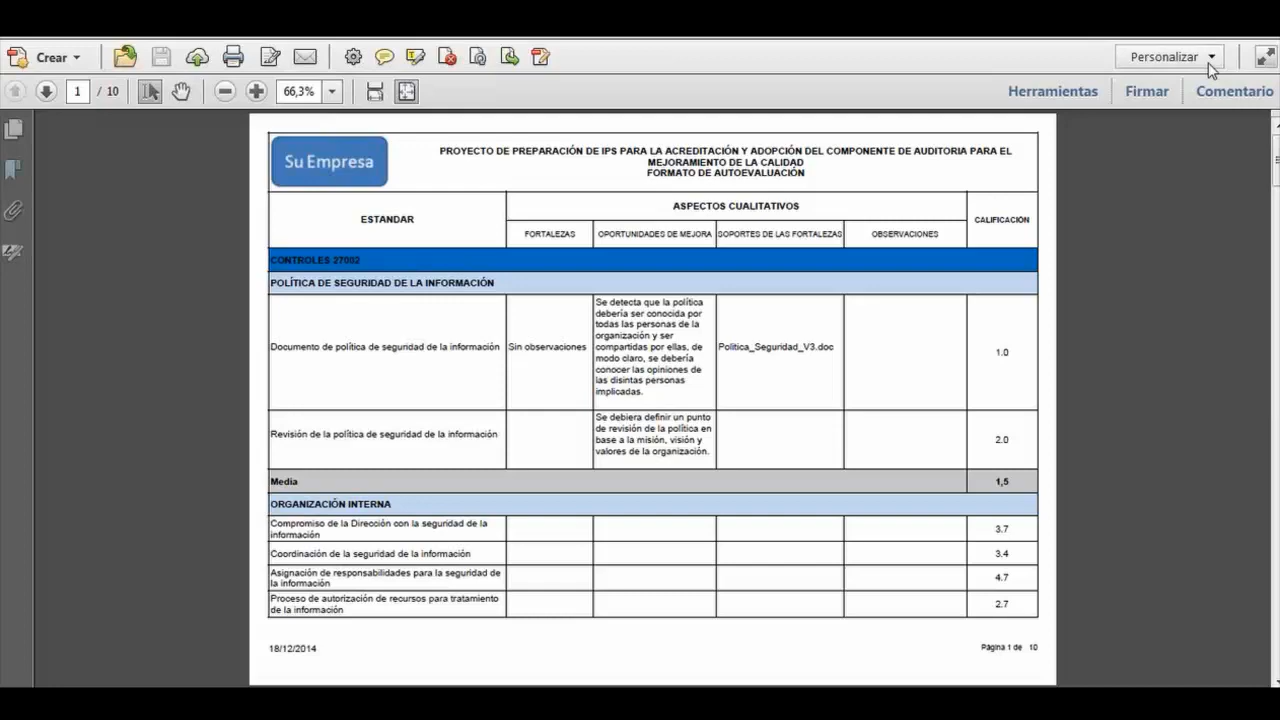 Crear
Personalizar
1 / 10
66,3%
Herramientas
Firmar
Comentario
Su Empresa
PROYECTO DE PREPARACIÓN DE IPS PARA LA ACREDITACIÓN Y ADOPCIÓN DEL COMPONENTE DE AUDITORIA PARA EL
MEJORAMIENTO DE LA CALIDAD
FORMATO DE AUTOEVALUACIÓN
ESTANDAR
ASPECTOS CUALITATIVOS
CALIFICACIÓN
FORTALEZAS
OPORTUNIDADES DE MEJORA
SOPORTES DE LAS FORTALEZAS
OBSERVACIONES
CONTROLES 27002
POLÍTICA DE SEGURIDAD DE LA INFORMACIÓN
Documento de política de seguridad de la información
Sin observaciones
Se detecta que la política
debería ser conocida por
todas las personas de la
organización y ser
compartidas por ellas, de
modo claro, se debería
conocer las opiniones de
las disintas personas
implicadas.
Politica_Seguridad_V3.doc
1.0
Revisión de la política de seguridad de la información
Se debiera definir un punto
de revisión de la política en
base a la misión, visión y
valores de la organización.
2.0
Media
1,5
ORGANIZACIÓN INTERNA
Compromiso de la Dirección con la seguridad de la
información
3.7
Coordinación de la seguridad de la información
3.4
Asignación de responsabilidades para la seguridad de
la información
4.7
Proceso de autorización de recursos para tratamiento
de la información
2.7
18/12/2014
Página 1 de 10